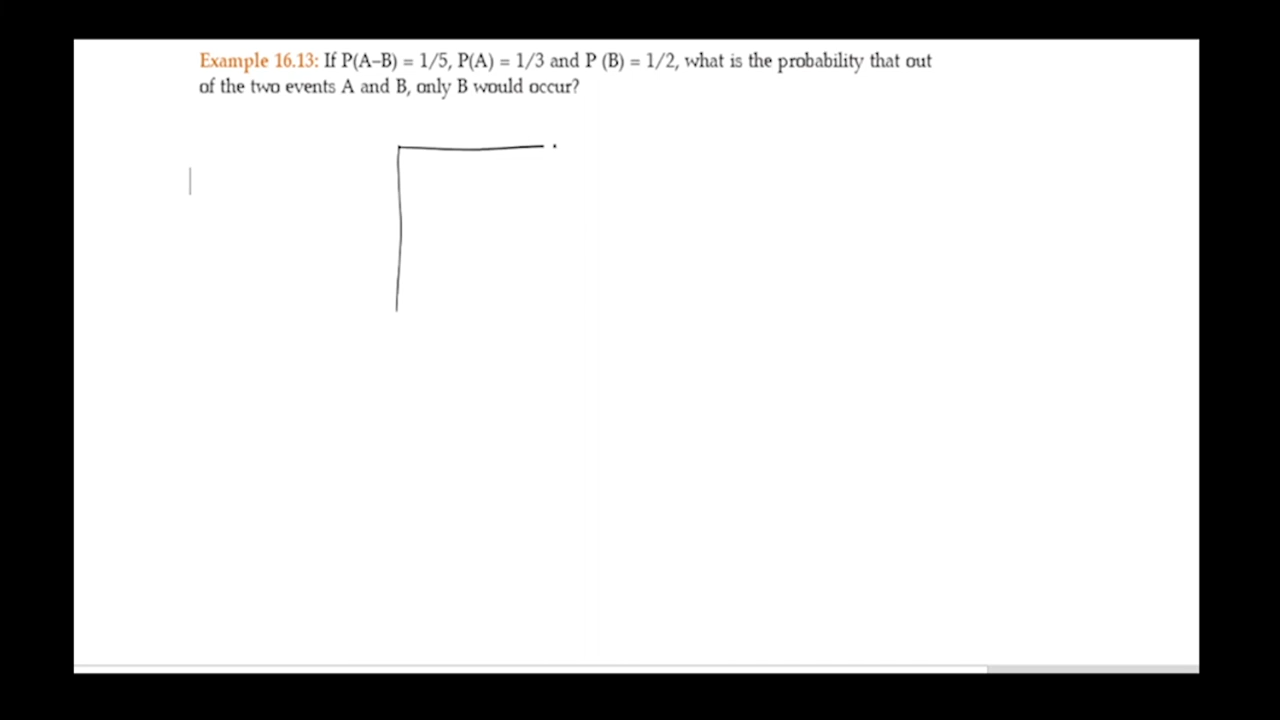 Example 16.13: If P(A–B) = 1/5, P(A) = 1/3 and P (B) = 1/2, what is the probability that out
of the two events A and B, only B would occur?